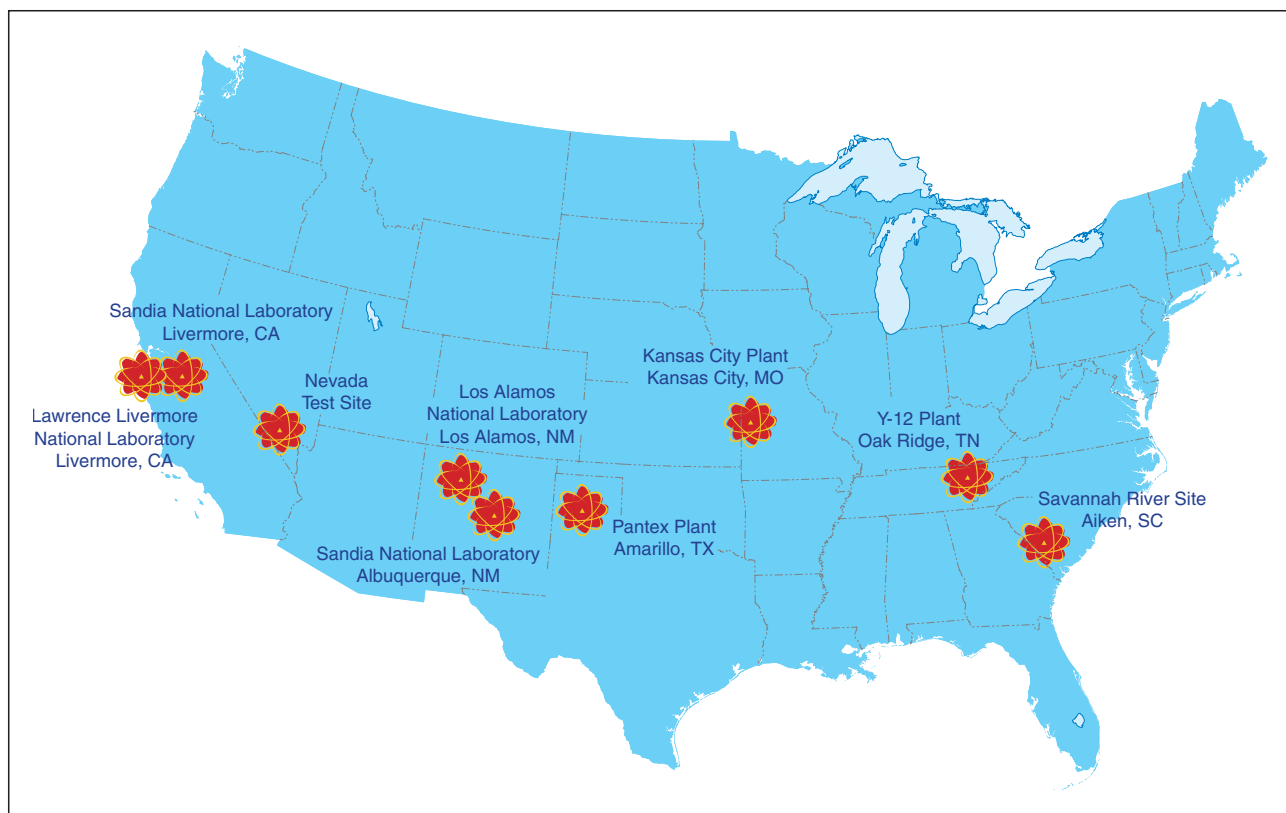 Sandia National Laboratory
Livermore, CA
Lawrence Livermore
National Laboratory
Livermore, CA
Nevada
Test Site
Los Alamos
National Laboratory
Los Alamos, NM
Sandia National Laboratory
Albuquerque, NM
Pantex Plant
Amarillo, TX
Kansas City Plant
Kansas City, MO
Y-12 Plant
Oak Ridge, TN
Savannah River Site
Aiken, SC